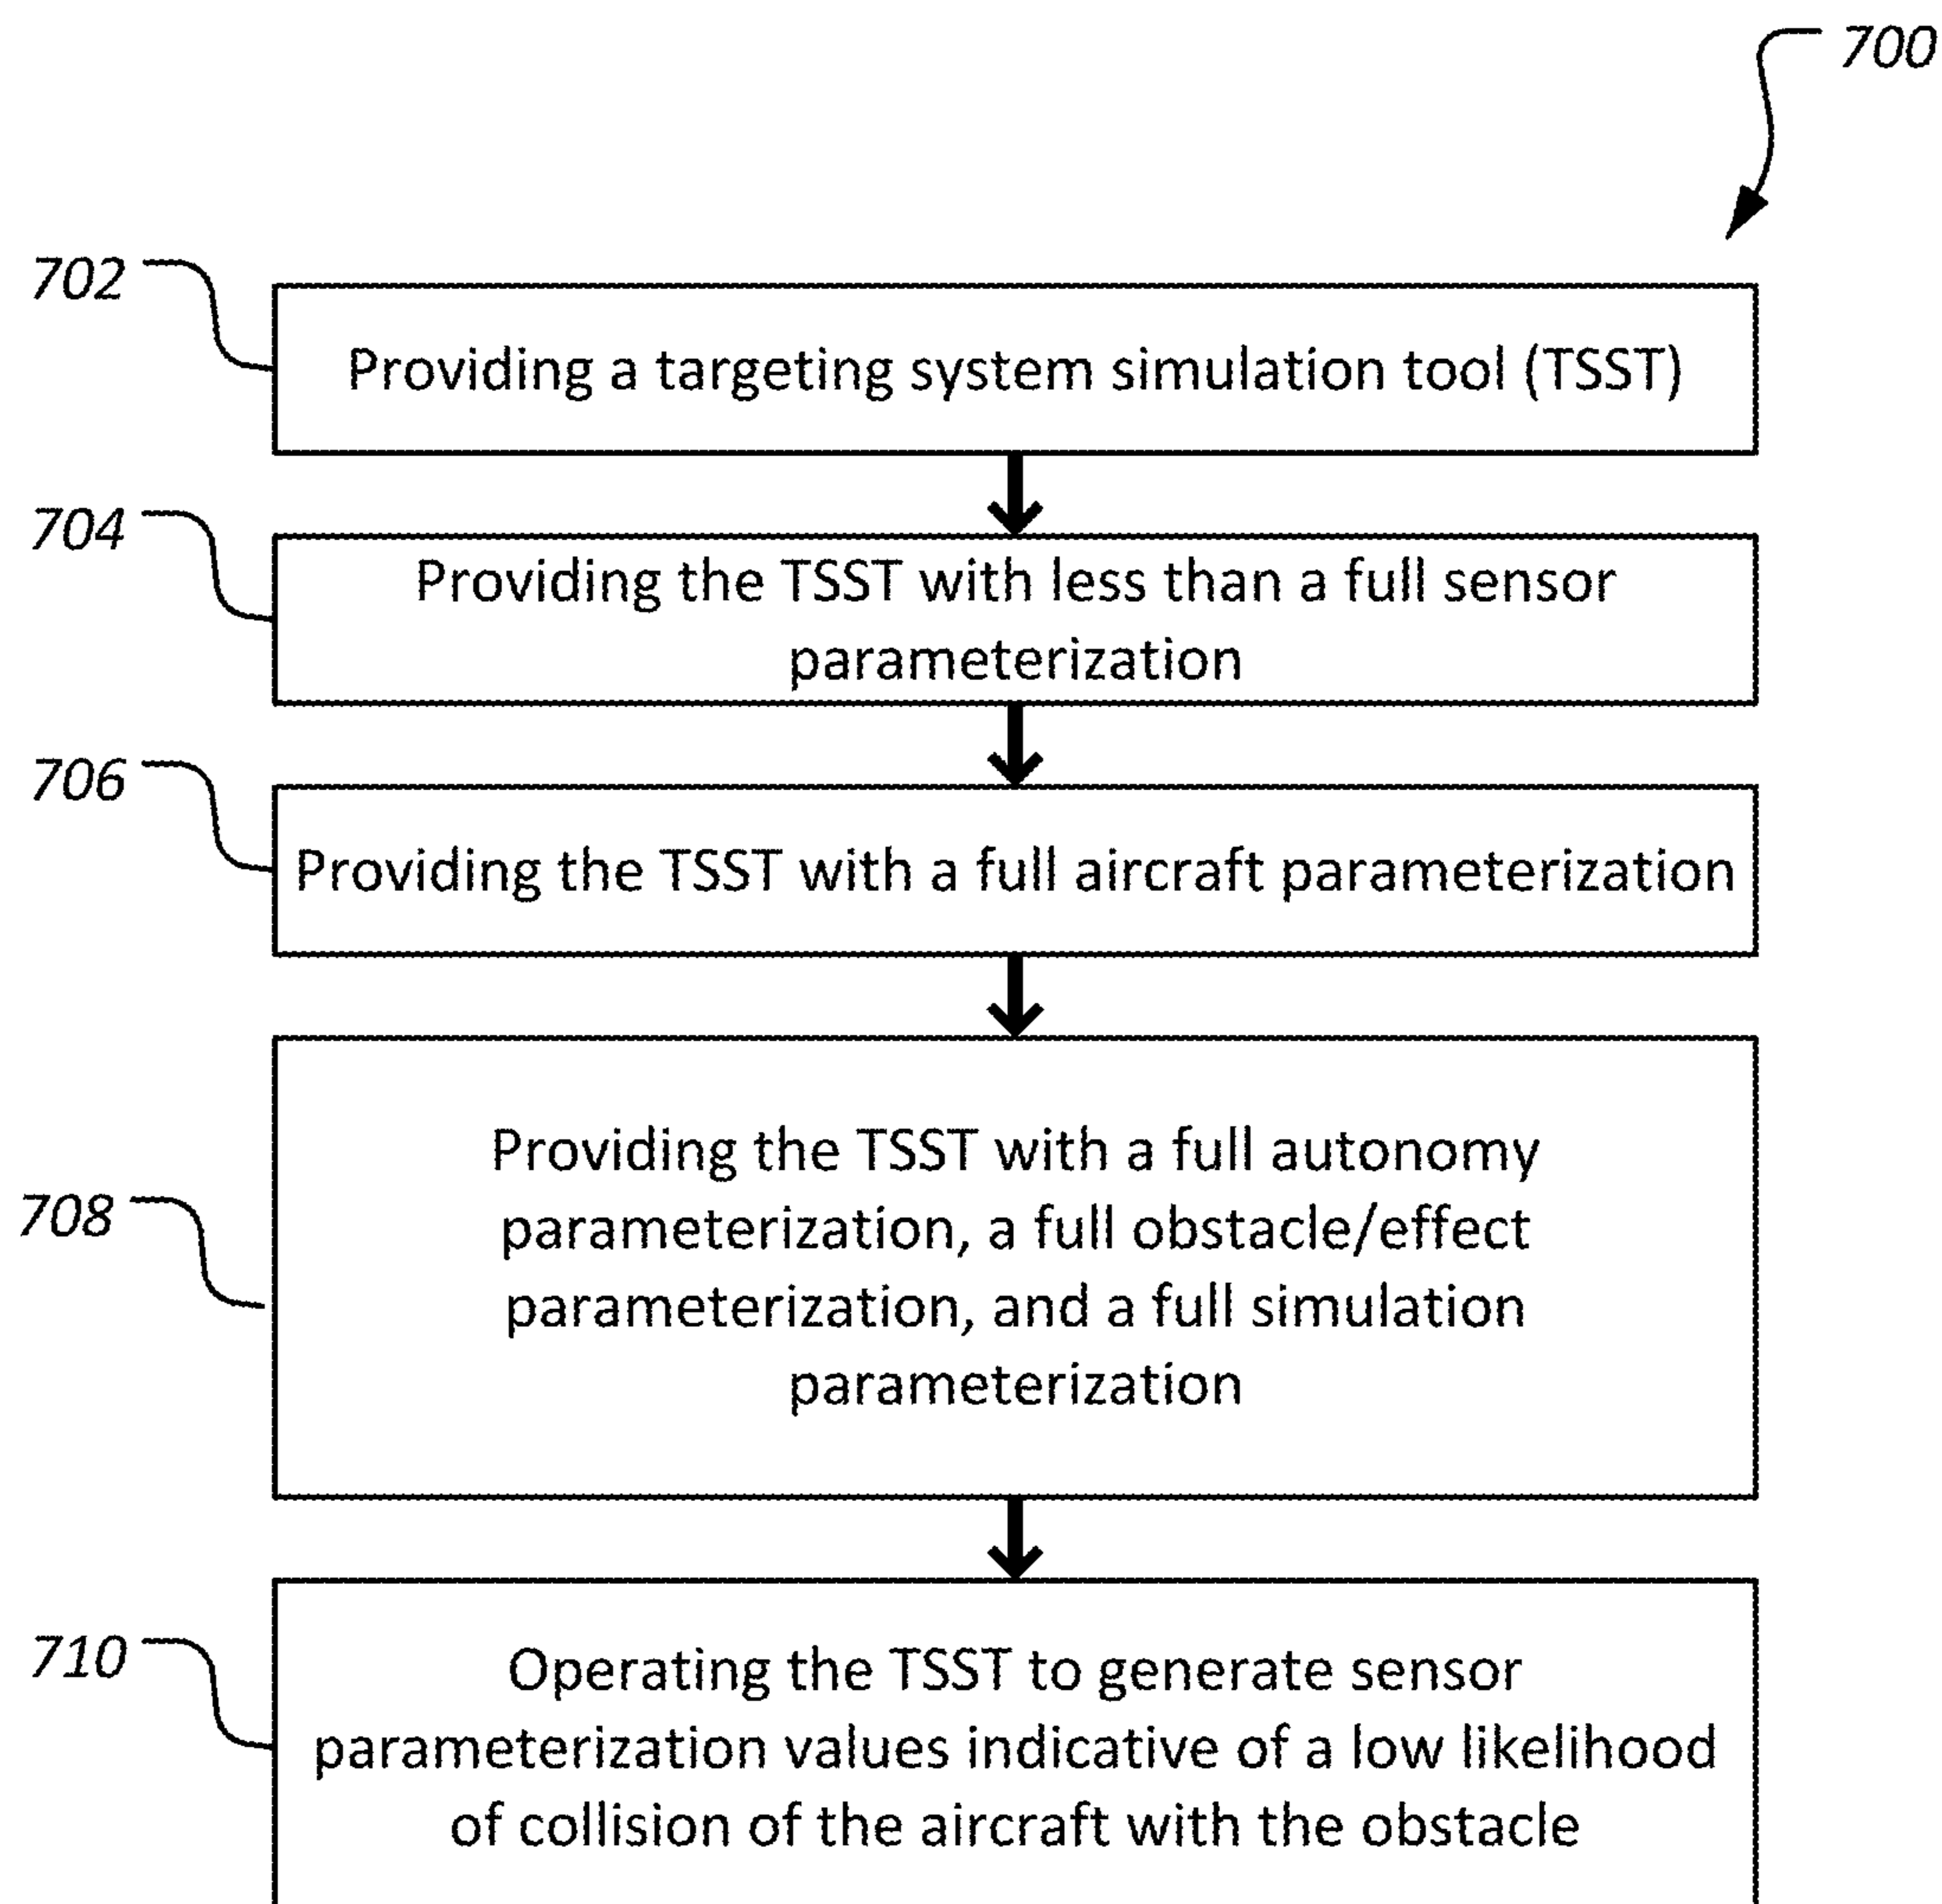 700
702
Providing a targeting system simulation tool (TSST)
704
Providing the TSST with less than a full sensor
parameterization
706
Providing the TSST with a full aircraft parameterization
708
Providing the TSST with a full autonomy
parameterization, a full obstacle/effect
parameterization, and a full simulation
parameterization
710
Operating the TSST to generate sensor
parameterization values indicative of a low likelihood
of collision of the aircraft with the obstacle